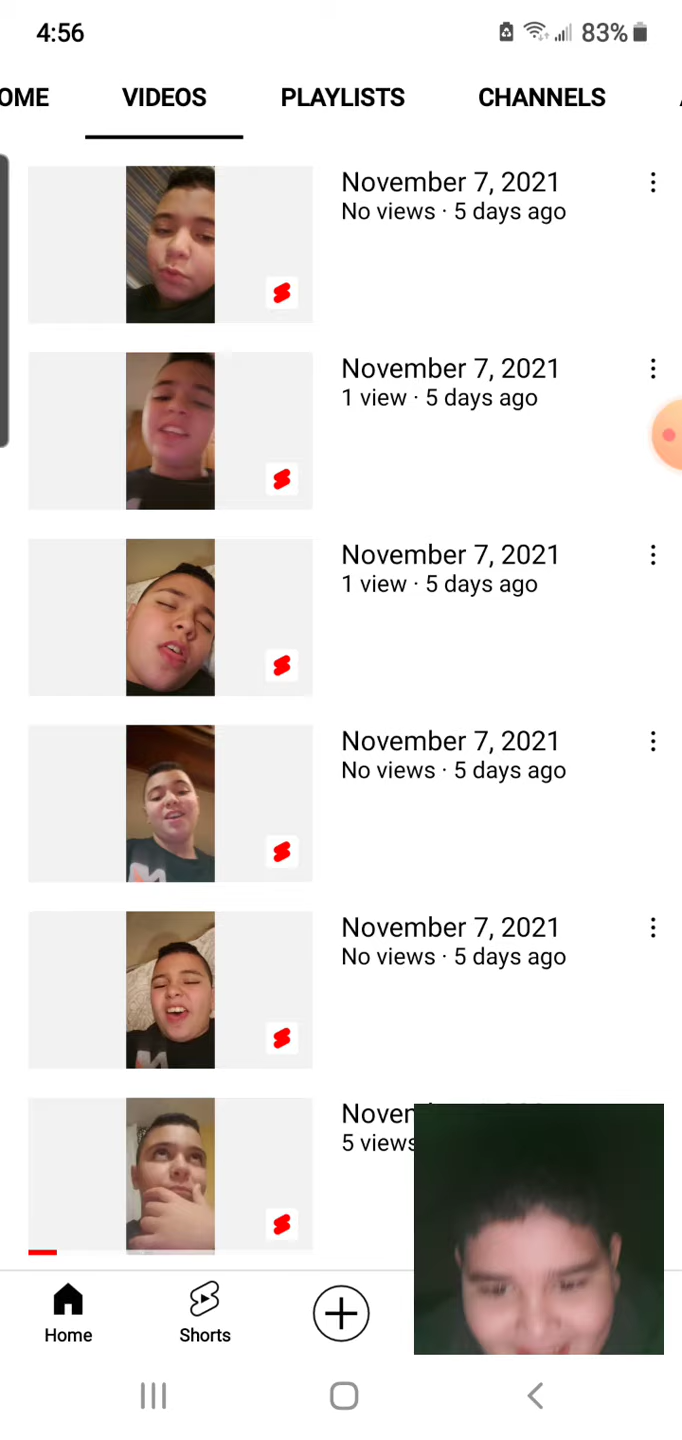 4:56
83%
OME
VIDEOS
PLAYLISTS
CHANNELS
November 7, 2021
No views · 5 days ago
November 7, 2021
1 view · 5 days ago
November 7, 2021
1 view · 5 days ago
November 7, 2021
No views · 5 days ago
November 7, 2021
No views · 5 days ago
Noven
5 views
Home
Shorts